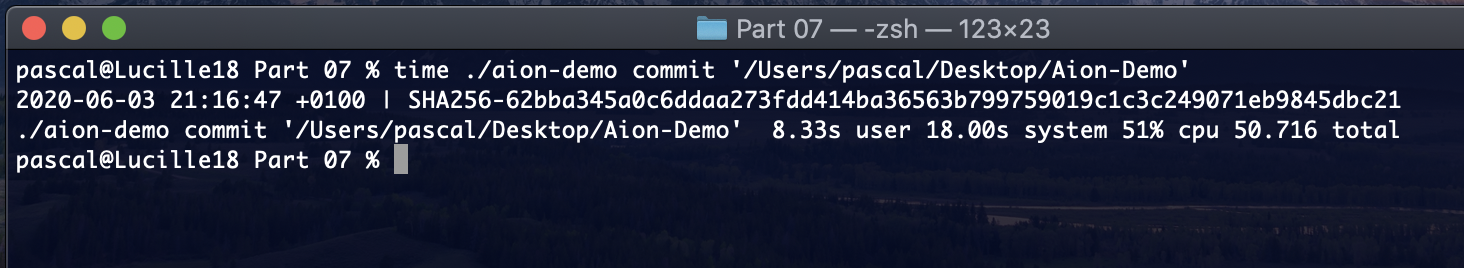 Part 07 — -zsh — 123×23
pascal@Lucille18 Part 07 % time ./aion-demo commit '/Users/pascal/Desktop/Aion-Demo'
2020-06-03 21:16:47 +0100 | SHA256-62bba345a0c6ddaa273fdd414ba36563b799759019c1c3c249071eb9845dbc21
./aion-demo commit '/Users/pascal/Desktop/Aion-Demo'  8.33s user 18.00s system 51% cpu 50.716 total
pascal@Lucille18 Part 07 %